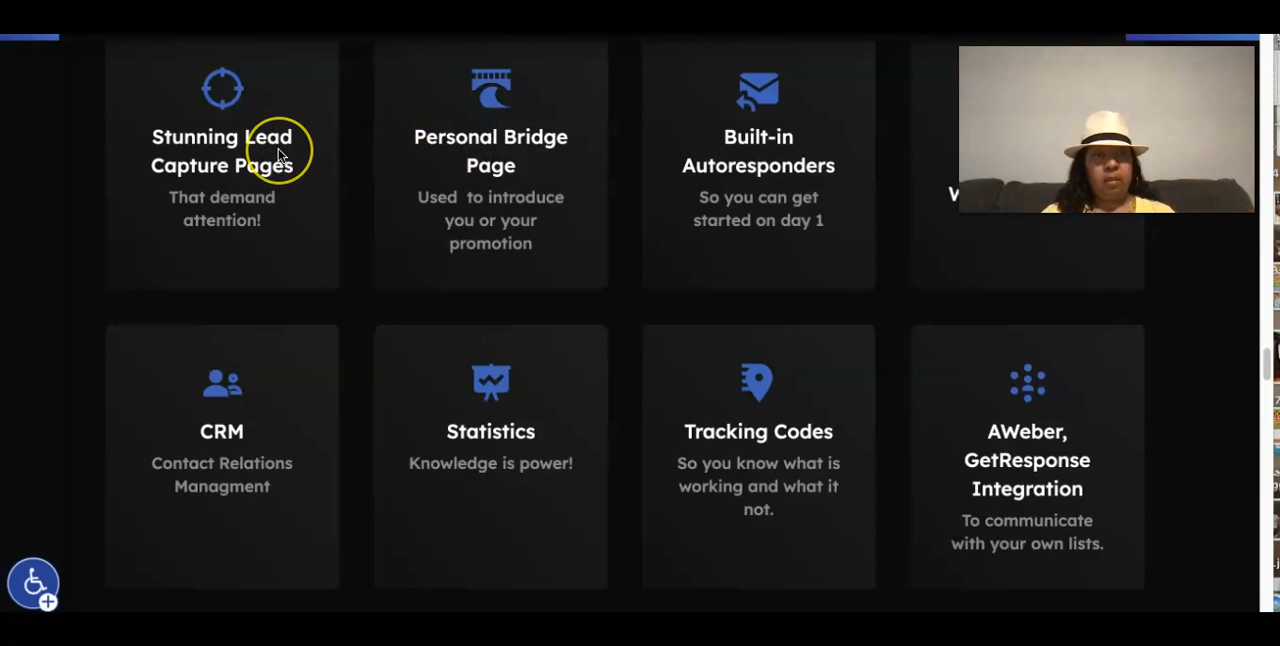 Stunning Lead
Capture Pages
That demand
attention!
Personal Bridge
Page
Used to introduce
you or your
promotion
Built-in
Autoresponders
So you can get
started on day 1
CRM
Contact Relations
Managment
Statistics
Knowledge is power!
Tracking Codes
So you know what is
working and what it
not.
AWeber,
GetResponse
Integration
To communicate
with your own lists.